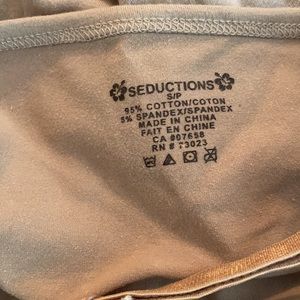 SEDUCTIONS
S/P
95% COTTON/COTON
5% SPANDEX/SPANDEX
MADE IN CHINA
FAIT EN CHINE
CA #07658
RN # 73023